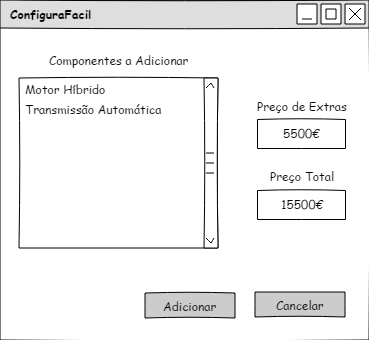 ConfiguraFacil
Componentes a Adicionar
Motor Híbrido
Transmissão Automática
Preço de Extras
5500€
Preço Total
15500€
Adicionar
Cancelar